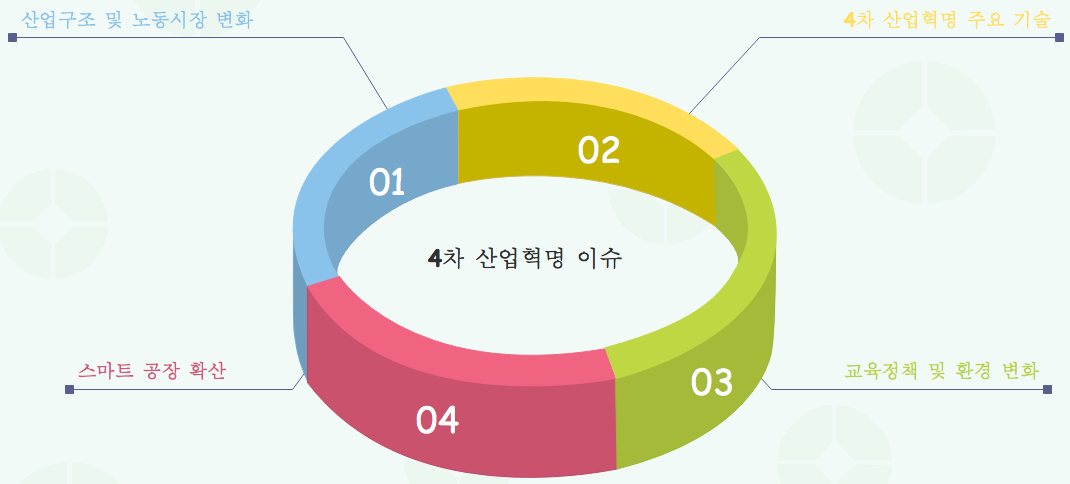 산업구조 및 노동시장 변화
4차 산업혁명 주요 기술
01
02
4차 산업혁명 이슈
스마트 공장 확산
교육정책 및 환경 변화
03
04